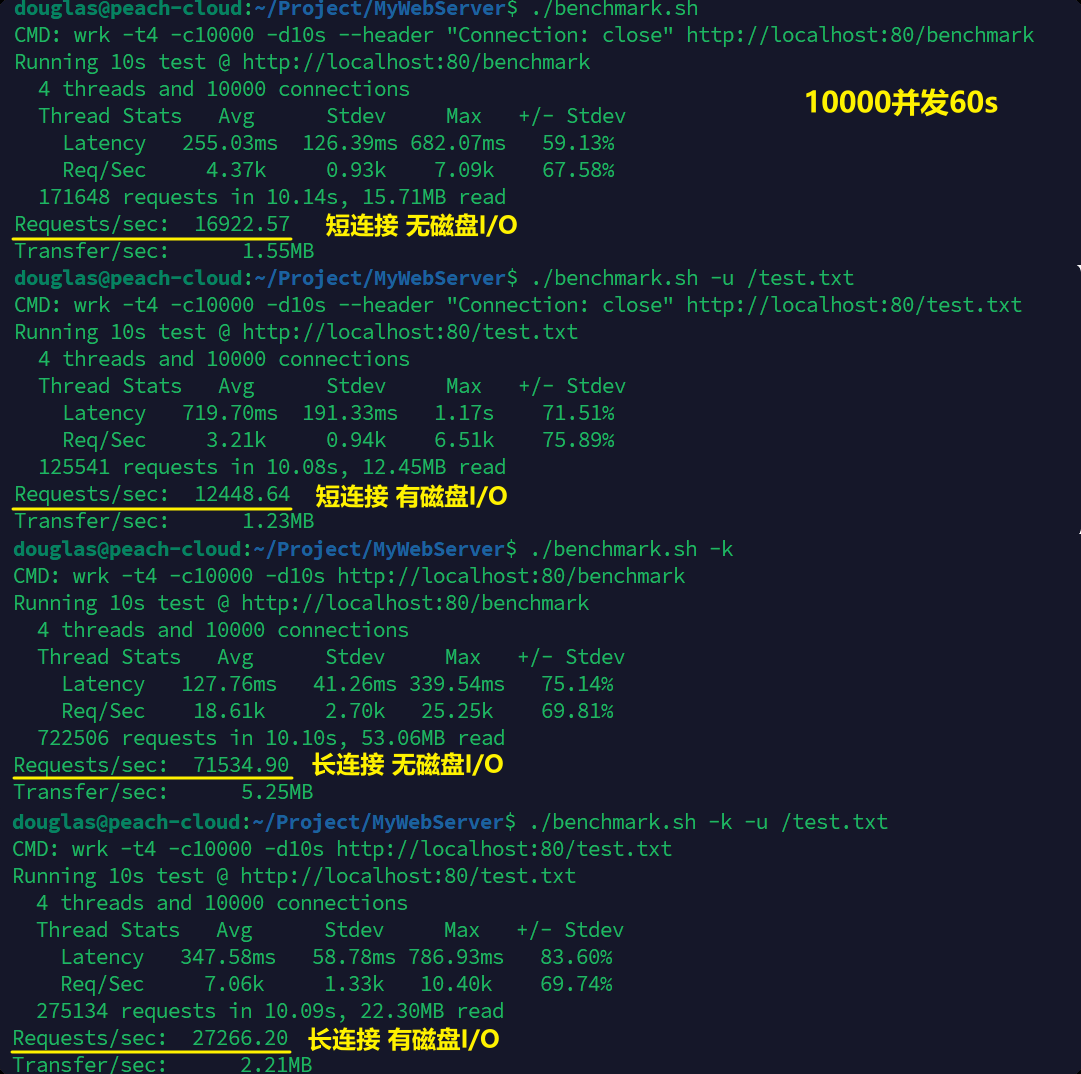 douglas@peach-cloud:~/Project/MyWebServer$ ./benchmark.sh
CMD: wrk -t4 -c10000 -d10s --header "Connection: close" http://localhost:80/benchmark
Running 10s test @ http://localhost:80/benchmark
4 threads and 10000 connections
10000并发60s
Thread Stats Avg Stdev Max +/- Stdev
Latency 255.03ms 126.39ms 682.07ms 59.13%
Req/Sec 4.37k 0.93k 7.09k 67.58%
171648 requests in 10.14s, 15.71MB read
Requests/sec: 16922.57 短连接 无磁盘I/O
Transfer/sec: 1.55MB
douglas@peach-cloud:~/Project/MyWebServer$ ./benchmark.sh -u /test.txt
CMD: wrk -t4 -c10000 -d10s --header "Connection: close" http://localhost:80/test.txt
Running 10s test @ http://localhost:80/test.txt
4 threads and 10000 connections
Thread Stats Avg Stdev Max +/- Stdev
Latency 719.70ms 191.33ms 1.17s 71.51%
Req/Sec 3.21k 0.94k 6.51k 75.89%
125541 requests in 10.08s, 12.45MB read
Requests/sec: 12448.64 短连接 有磁盘I/O
Transfer/sec: 1.23MB
douglas@peach-cloud:~/Project/MyWebServer$ ./benchmark.sh -k
CMD: wrk -t4 -c10000 -d10s http://localhost:80/benchmark
Running 10s test @ http://localhost:80/benchmark
4 threads and 10000 connections
Thread Stats Avg Stdev Max +/- Stdev
Latency 127.76ms 41.26ms 339.54ms 75.14%
Req/Sec 18.61k 2.70k 25.25k 69.81%
722506 requests in 10.10s, 53.06MB read
Requests/sec: 71534.90 长连接 无磁盘I/O
Transfer/sec: 5.25MB
douglas@peach-cloud:~/Project/MyWebServer$ ./benchmark.sh -k -u /test.txt
CMD: wrk -t4 -c10000 -d10s http://localhost:80/test.txt
Running 10s test @ http://localhost:80/test.txt
4 threads and 10000 connections
Thread Stats Avg Stdev Max +/- Stdev
Latency 347.58ms 58.78ms 786.93ms 83.60%
Req/Sec 7.06k 1.33k 10.40k 69.74%
275134 requests in 10.09s, 22.30MB read
Requests/sec: 27266.20 长连接 有磁盘I/O
Transfer/sec: 2.21MB